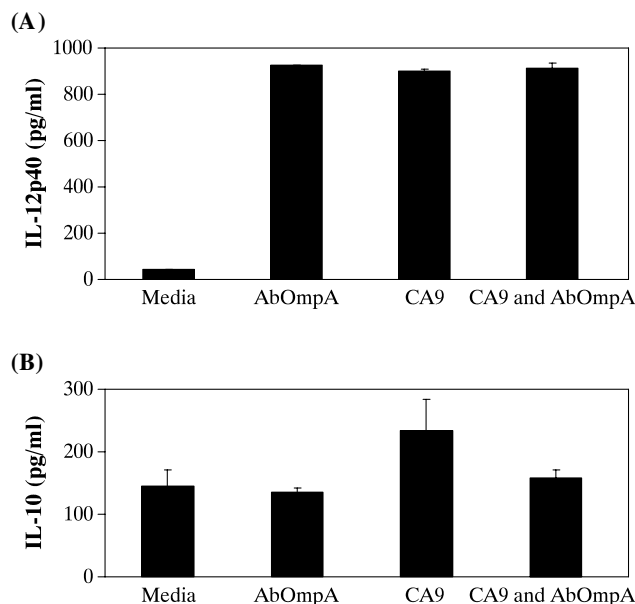 (A)
1000
800
600
400
200
0
IL-12p40 (pg/ml)
Media AbOmpA CA9 CA9 and AbOmpA
(B)
300
200
100
0
IL-10 (pg/ml)
Media AbOmpA CA9 CA9 and AbOmpA